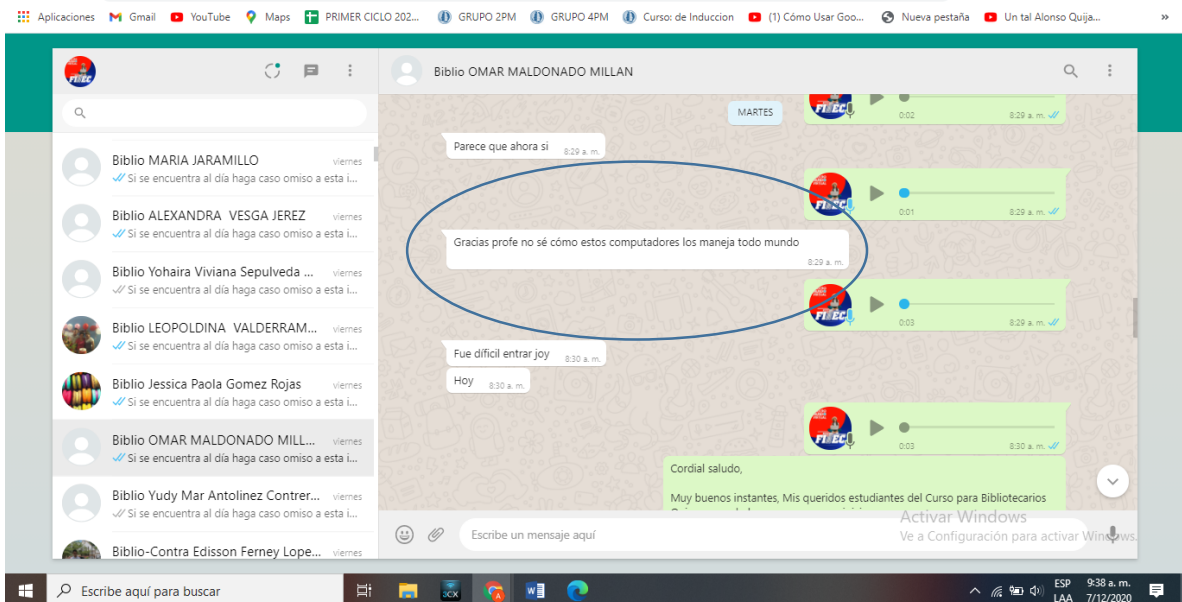 Aplicaciones Gmail YouTube Maps PRIMER CICLO 202... GRUPO 2PM GRUPO 4PM Curso: de Induccion (1) Cómo Usar Goo... Nueva pestaña Un tal Alonso Quija... »
Biblio OMAR MALDONADO MILLAN
MARTES
0:02 8:29 a. m.
Parece que ahora si 8:29 a. m.
0:01 8:29 a. m.
Gracias profe no sé cómo estos computadores los maneja todo mundo
8:29 a. m.
0:03 8:29 a. m.
Fue díficil entrar joy 8:30 a. m.
Hoy 8:30 a. m.
0:03 8:30 a. m.
Cordial saludo,
Muy buenos instantes, Mis queridos estudiantes del Curso para Bibliotecarios
Biblio MARIA JARAMILLO viernes
Si se encuentra al día haga caso omiso a esta i...
Biblio ALEXANDRA VESGA JEREZ viernes
Si se encuentra al día haga caso omiso a esta i...
Biblio Yohaira Viviana Sepulveda ... viernes
Si se encuentra al día haga caso omiso a esta i...
Biblio LEOPOLDINA VALDERRAM... viernes
Si se encuentra al día haga caso omiso a esta i...
Biblio Jessica Paola Gomez Rojas viernes
Si se encuentra al día haga caso omiso a esta i...
Biblio OMAR MALDONADO MILL... viernes
Si se encuentra al día haga caso omiso a esta i...
Biblio Yudy Mar Antolinez Contrer... viernes
Si se encuentra al día haga caso omiso a esta i...
Biblio-Contra Edisson Ferney Lope... viernes
Escribe un mensaje aquí
Activar Windows
Ve a Configuración para activar Windows.
Escribe aquí para buscar
ESP 9:38 a. m.
LAA 7/12/2020